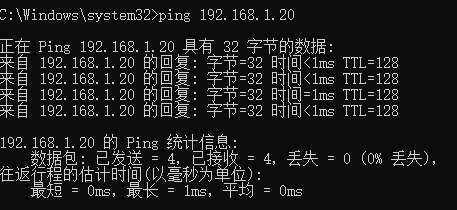 C:\Windows\system32>ping 192.168.1.20
正在 Ping 192.168.1.20 具有 32 字节的数据:
来自 192.168.1.20 的回复: 字节=32 时间<1ms TTL=128
来自 192.168.1.20 的回复: 字节=32 时间<1ms TTL=128
来自 192.168.1.20 的回复: 字节=32 时间=1ms TTL=128
来自 192.168.1.20 的回复: 字节=32 时间<1ms TTL=128
192.168.1.20 的 Ping 统计信息:
数据包: 已发送 = 4, 已接收 = 4, 丢失 = 0 (0% 丢失),
往返行程的估计时间(以毫秒为单位):
最短 = 0ms, 最长 = 1ms, 平均 = 0ms